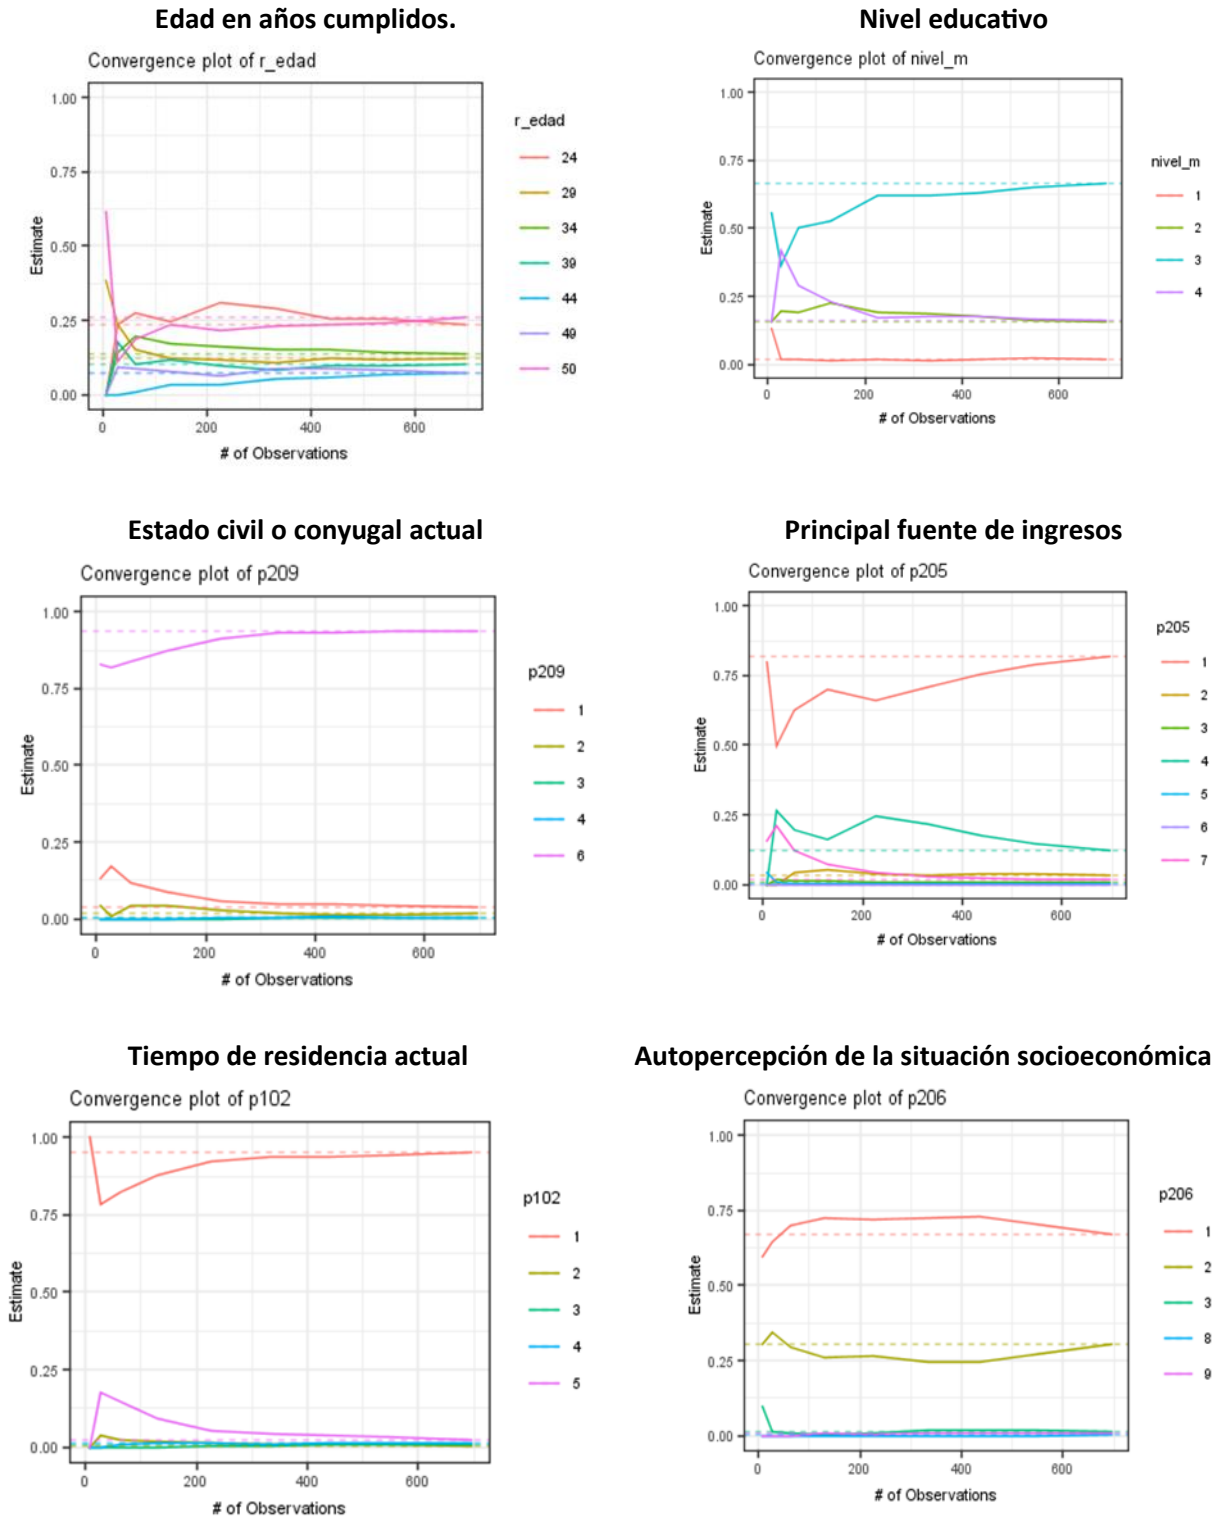 Edad en años cumplidos.
Convergence plot of r_edad
1.00
0.75
0.50
0.25
0.00
Estimate
0
200
400
600
# of Observations
r_edad
24
29
34
39
44
49
50
Nivel educativo
Convergence plot of nivel_m
1.00
0.75
0.50
0.25
0.00
Estimate
0
200
400
600
# of Observations
nivel_m
1
2
3
4
Estado civil o conyugal actual
Convergence plot of p209
1.00
0.75
0.50
0.25
0.00
Estimate
0
200
400
600
# of Observations
p209
1
2
3
4
6
Principal fuente de ingresos
Convergence plot of p205
1.00
0.75
0.50
0.25
0.00
Estimate
0
200
400
600
# of Observations
p205
1
2
3
4
5
6
7
Tiempo de residencia actual
Convergence plot of p102
1.00
0.75
0.50
0.25
0.00
Estimate
0
200
400
600
# of Observations
p102
1
2
3
4
5
Autopercepción de la situación socioeconómica
Convergence plot of p206
1.00
0.75
0.50
0.25
0.00
Estimate
0
200
400
600
# of Observations
p206
1
2
3
8
9